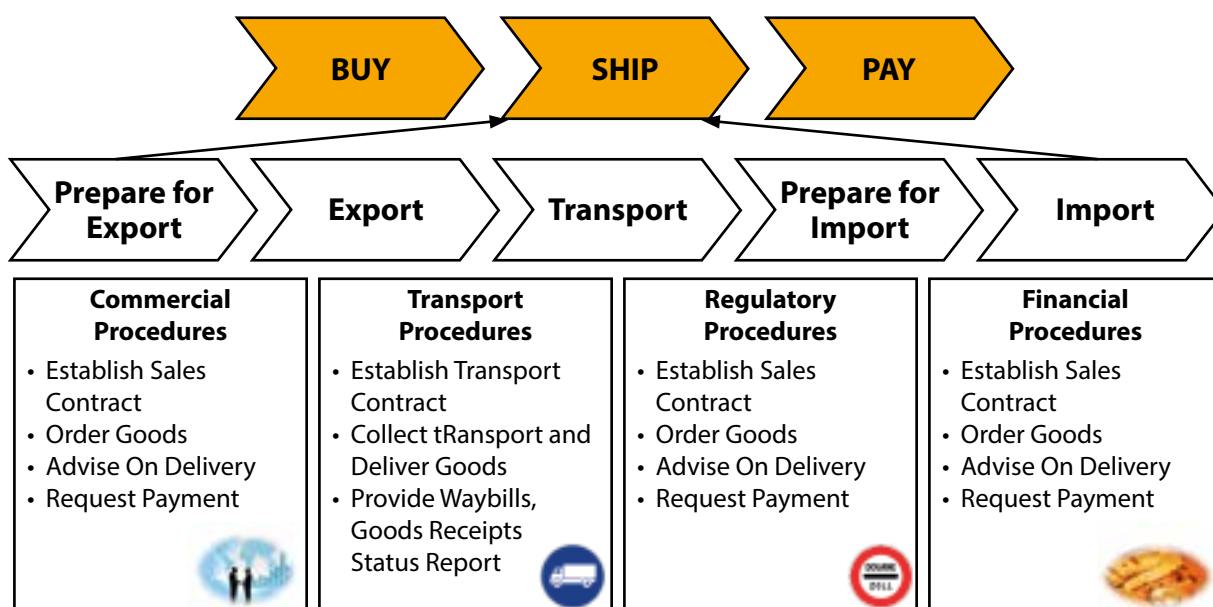 BUY
SHIP
PAY
Prepare for
Export
Export
Transport
Prepare for
Import
Import
Commercial
Procedures
• Establish Sales
Contract
• Order Goods
• Advise On Delivery
• Request Payment
Transport
Procedures
• Establish Transport
Contract
• Collect tRansport and
Deliver Goods
• Provide Waybills,
Goods Receipts
Status Report
Regulatory
Procedures
• Establish Sales
Contract
• Order Goods
• Advise On Delivery
• Request Payment
DOUANE
Financial
Procedures
• Establish Sales
Contract
• Order Goods
• Advise On Delivery
• Request Payment